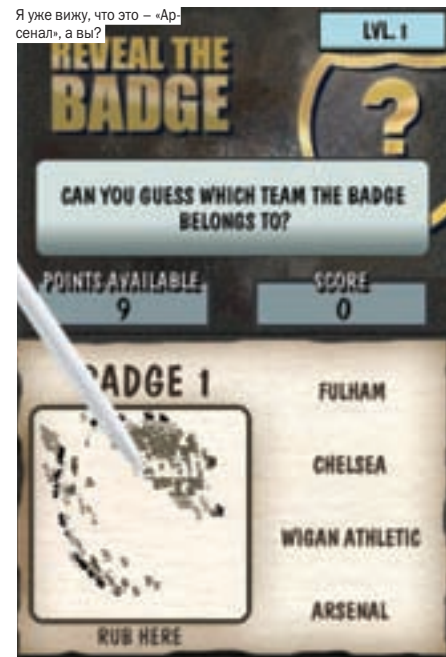 Я уже вижу, что это – «Ар-
сенал», а вы?
LVL. 1
REVEAL THE
BADGE
?
CAN YOU GUESS WHICH TEAM THE BADGE
BELONGS TO?
POINTS AVAILABLE
9
SCORE
0
BADGE 1
FULHAM
CHELSEA
WIGAN ATHLETIC
ARSENAL
RUB HERE